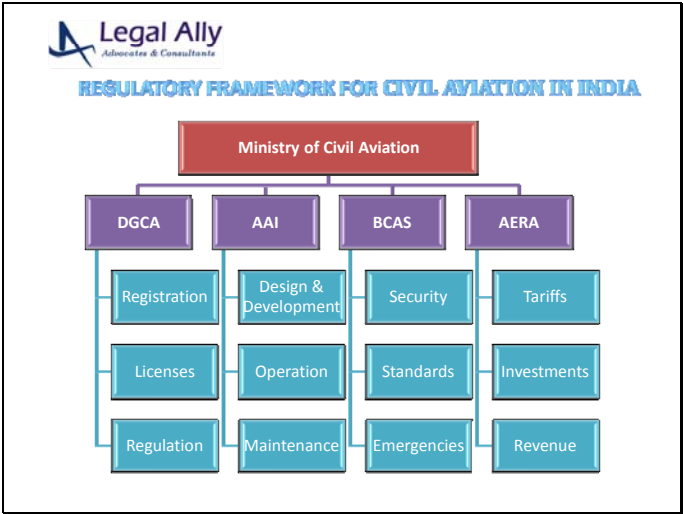 Legal Ally
Advocates & Consultants
REGULATORY FRAMEWORK FOR CIVIL AVIATION IN INDIA
Ministry of Civil Aviation
DGCA
AAI
BCAS
AERA
Registration
Design &
Development
Security
Tariffs
Licenses
Operation
Standards
Investments
Regulation
Maintenance
Emergencies
Revenue